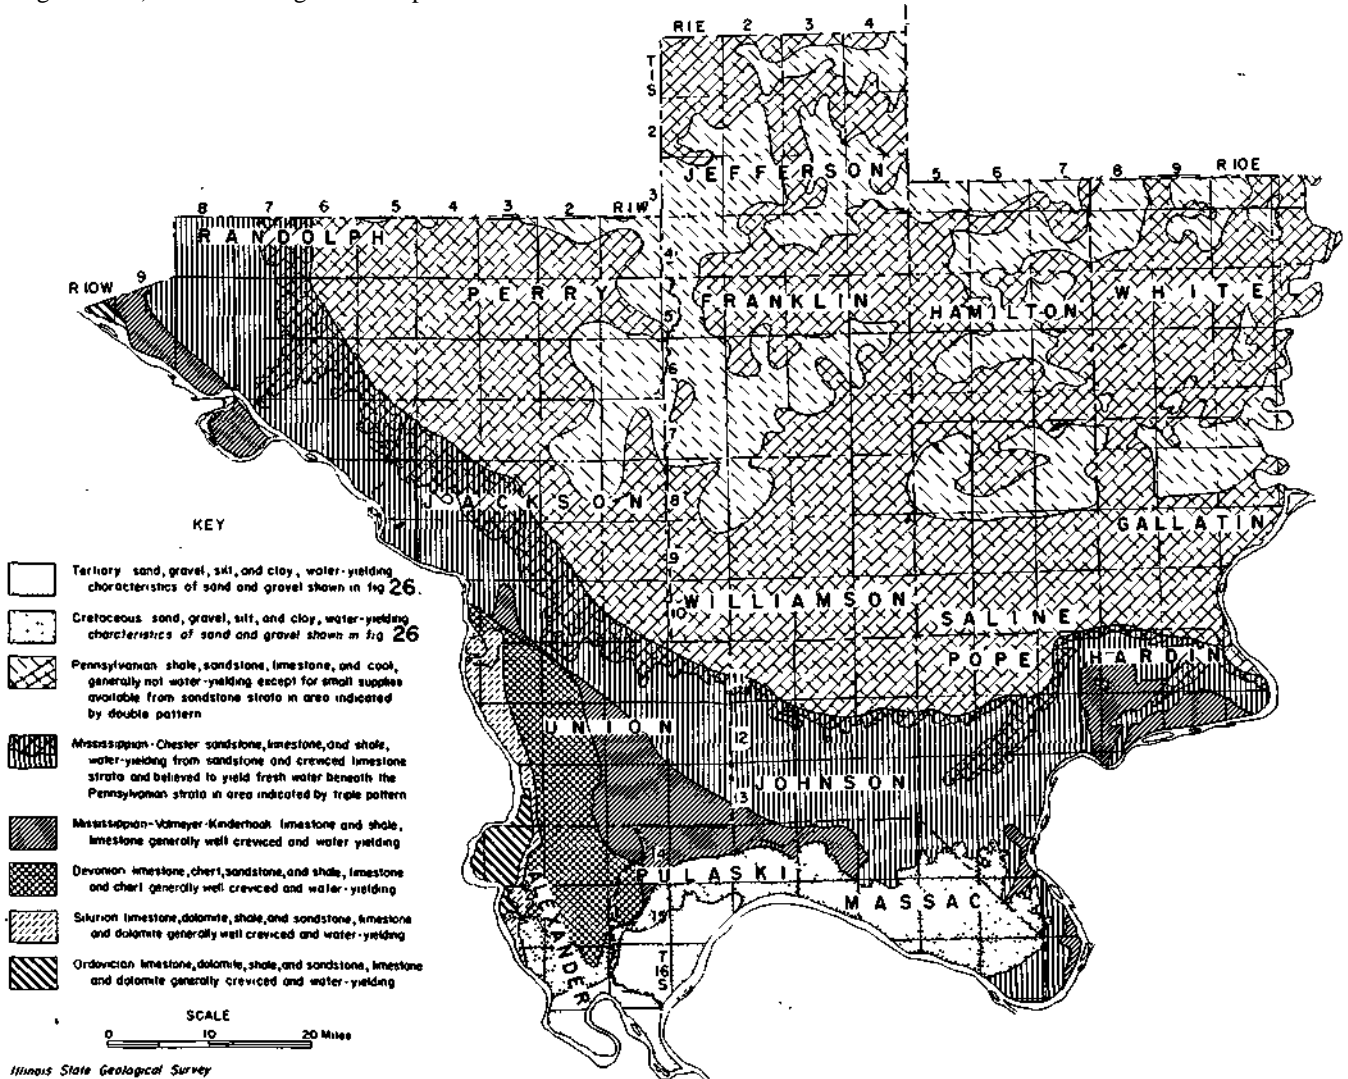 R1E 2 3 4
T
1
S
2
JEFFERSON
5 6 7 8 9 R10E
3
8 7 6 5 4 3 2 R1W
RANDOLPH
4
R10W 9
PERRY
FRANKLIN
HAMILTON
WHITE
5
6
7
JACKSON
8
GALLATIN
9
WILLIAMSON
10
SALINE
POPE
HARDIN
11
UNION
12
JOHNSON
13
14
PULASKI
MASSAC
ALEXANDER
15
T
16
S
KEY
Tertiary sand, gravel, silt, and clay, water-yielding
characteristics of sand and gravel shown in fig 26.
Cretaceous sand, gravel, silt, and clay, water-yielding
charcteristics of sand and gravel shown in fig 26
Pennsylvanian shale, sandstone, limestone, and coal,
generally not water-yielding except for small supplies
available from sandstone strata in area indicated
by double pattern
Mississippian-Chester sandstone, limestone, and shale,
water-yielding from sandstone and creviced limestone
strata and believed to yield fresh water beneath the
Pennsylvanian strata in area indicated by triple pattern
Mississippian-Valmeyer-Kinderhook limestone and shale,
limestone generally well creviced and water yielding
Devonian limestone, chert, sandstone, and shale, limestone
and chert generally well creviced and water-yielding
Silurian limestone, dolomite, shale, and sandstone, limestone
and dolomite generally well creviced and water-yielding
Ordovician limestone, dolomite, shale, and sandstone, limestone
and dolomite generally creviced and water-yielding
SCALE
0 10 20 Miles
Illinois State Geological Survey